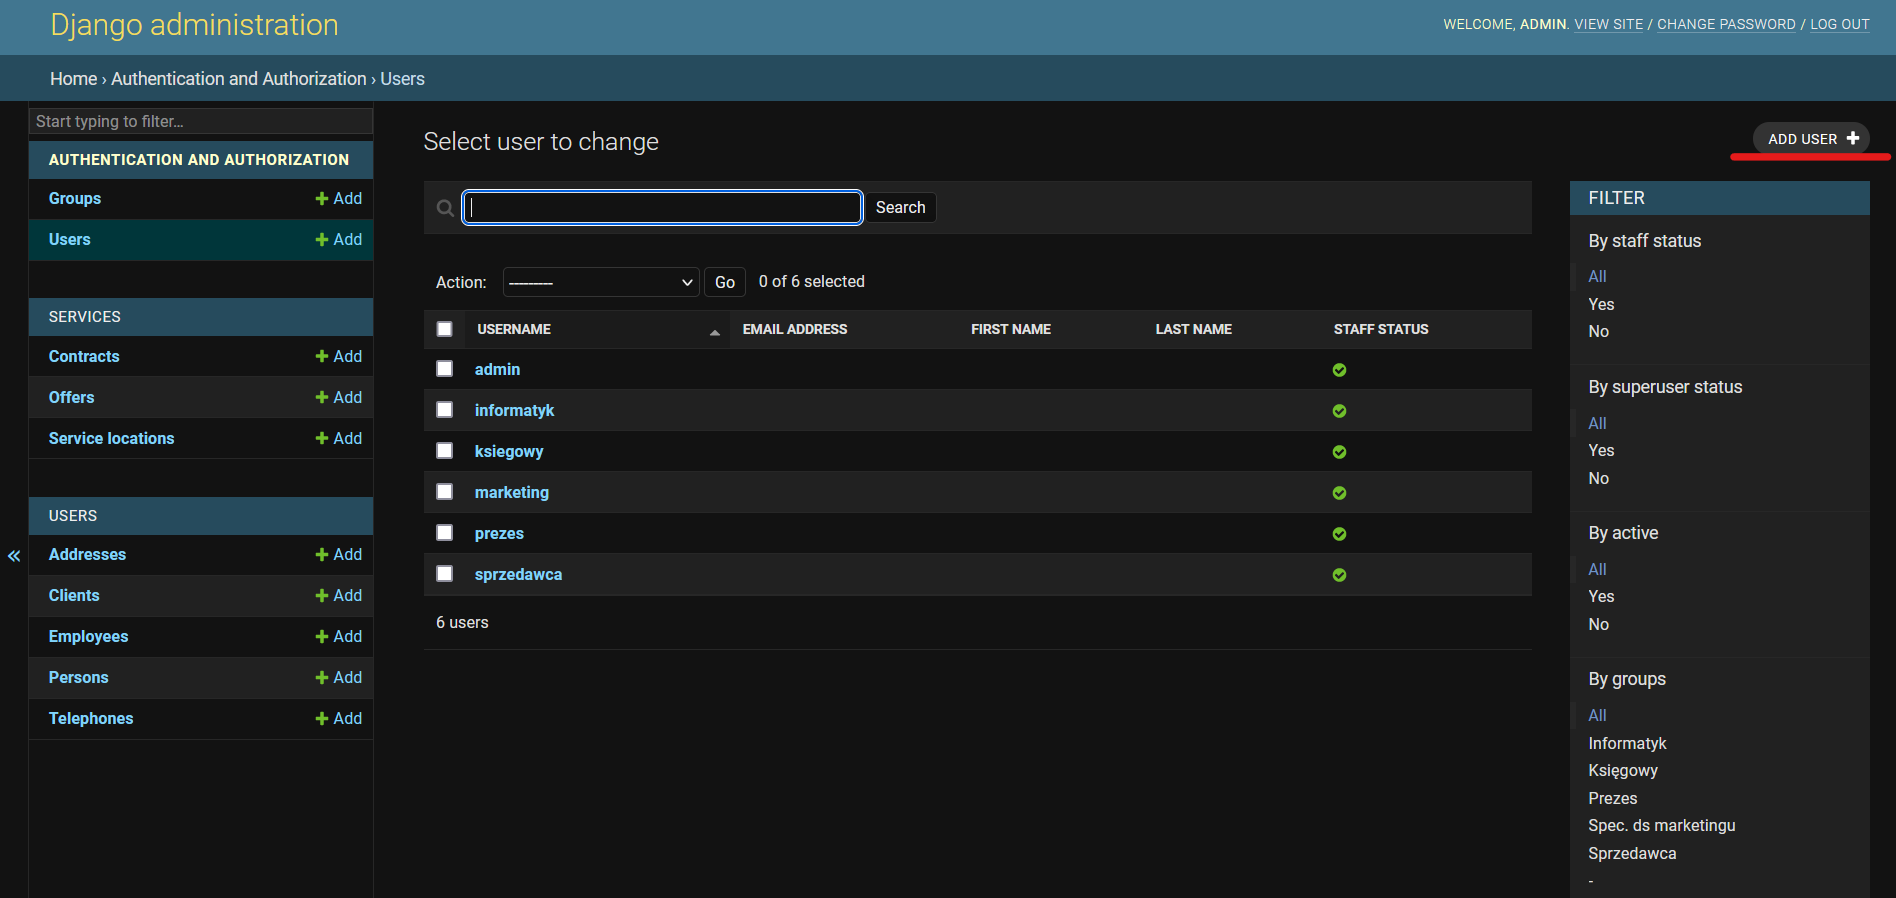 Django administration
WELCOME, ADMIN. VIEW SITE / CHANGE PASSWORD / LOG OUT
Home › Authentication and Authorization › Users
Start typing to filter...
AUTHENTICATION AND AUTHORIZATION
Groups + Add
Users + Add
SERVICES
Contracts + Add
Offers + Add
Service locations + Add
USERS
Addresses + Add
Clients + Add
Employees + Add
Persons + Add
Telephones + Add
«
Select user to change
ADD USER +
Search
Action: --------- Go 0 of 6 selected
USERNAME EMAIL ADDRESS FIRST NAME LAST NAME STAFF STATUS
admin
informatyk
ksiegowy
marketing
prezes
sprzedawca
6 users
FILTER
By staff status
All
Yes
No
By superuser status
All
Yes
No
By active
All
Yes
No
By groups
All
Informatyk
Księgowy
Prezes
Spec. ds marketingu
Sprzedawca
-